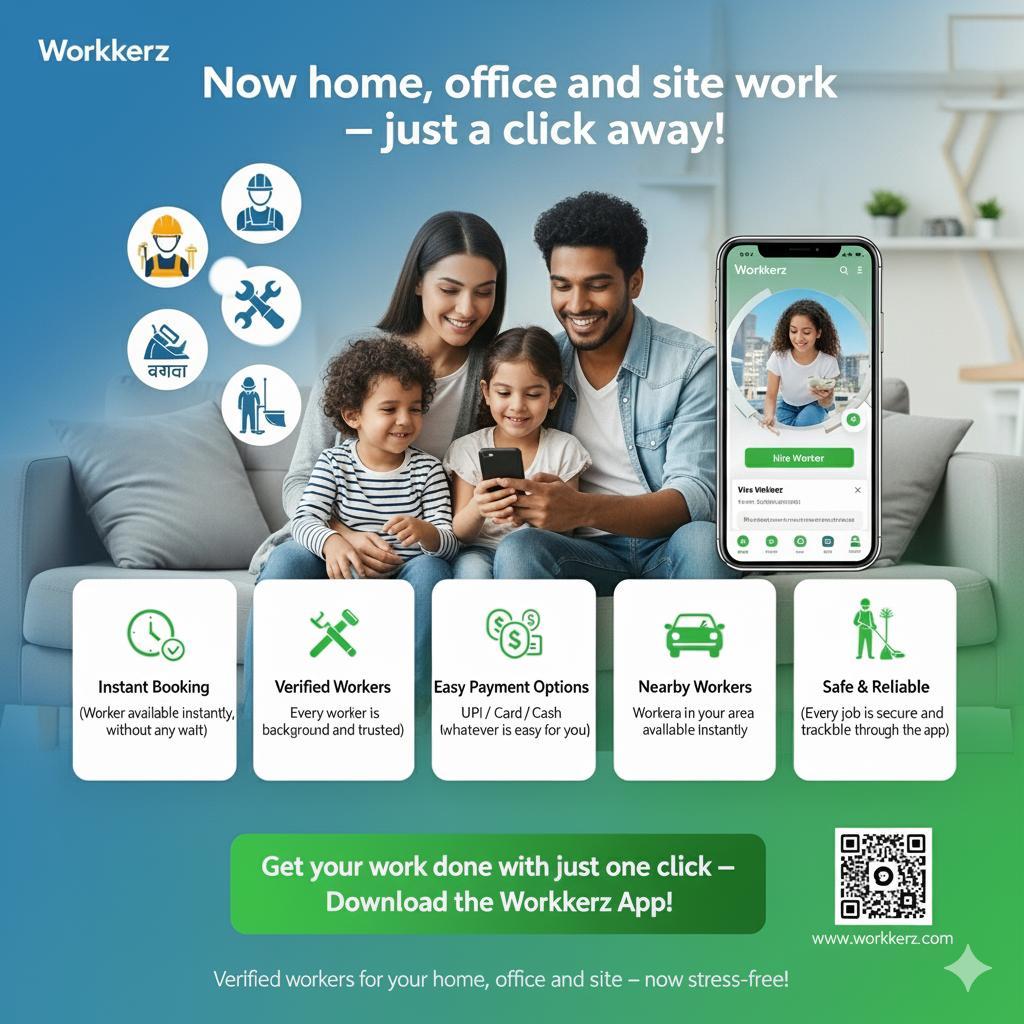 Workkerz
Now home, office and site work
– just a click away!
वगवा
Workkerz
Nire Worter
Vira Viekeer
Instant Booking
(Worker available instantly,
without any walt)
Verified Workers
Every worker is
background and trusted)
Easy Payment Options
UPI / Card / Cash
(whatever is easy for you)
Nearby Workers
Workera in your area
available instantly
Safe & Reliable
(Every job is secure and
trackble through the app)
Get your work done with just one click –
Download the Workkerz App!
www.workkerz.com
Verified workers for your home, office and site – now stress-free!